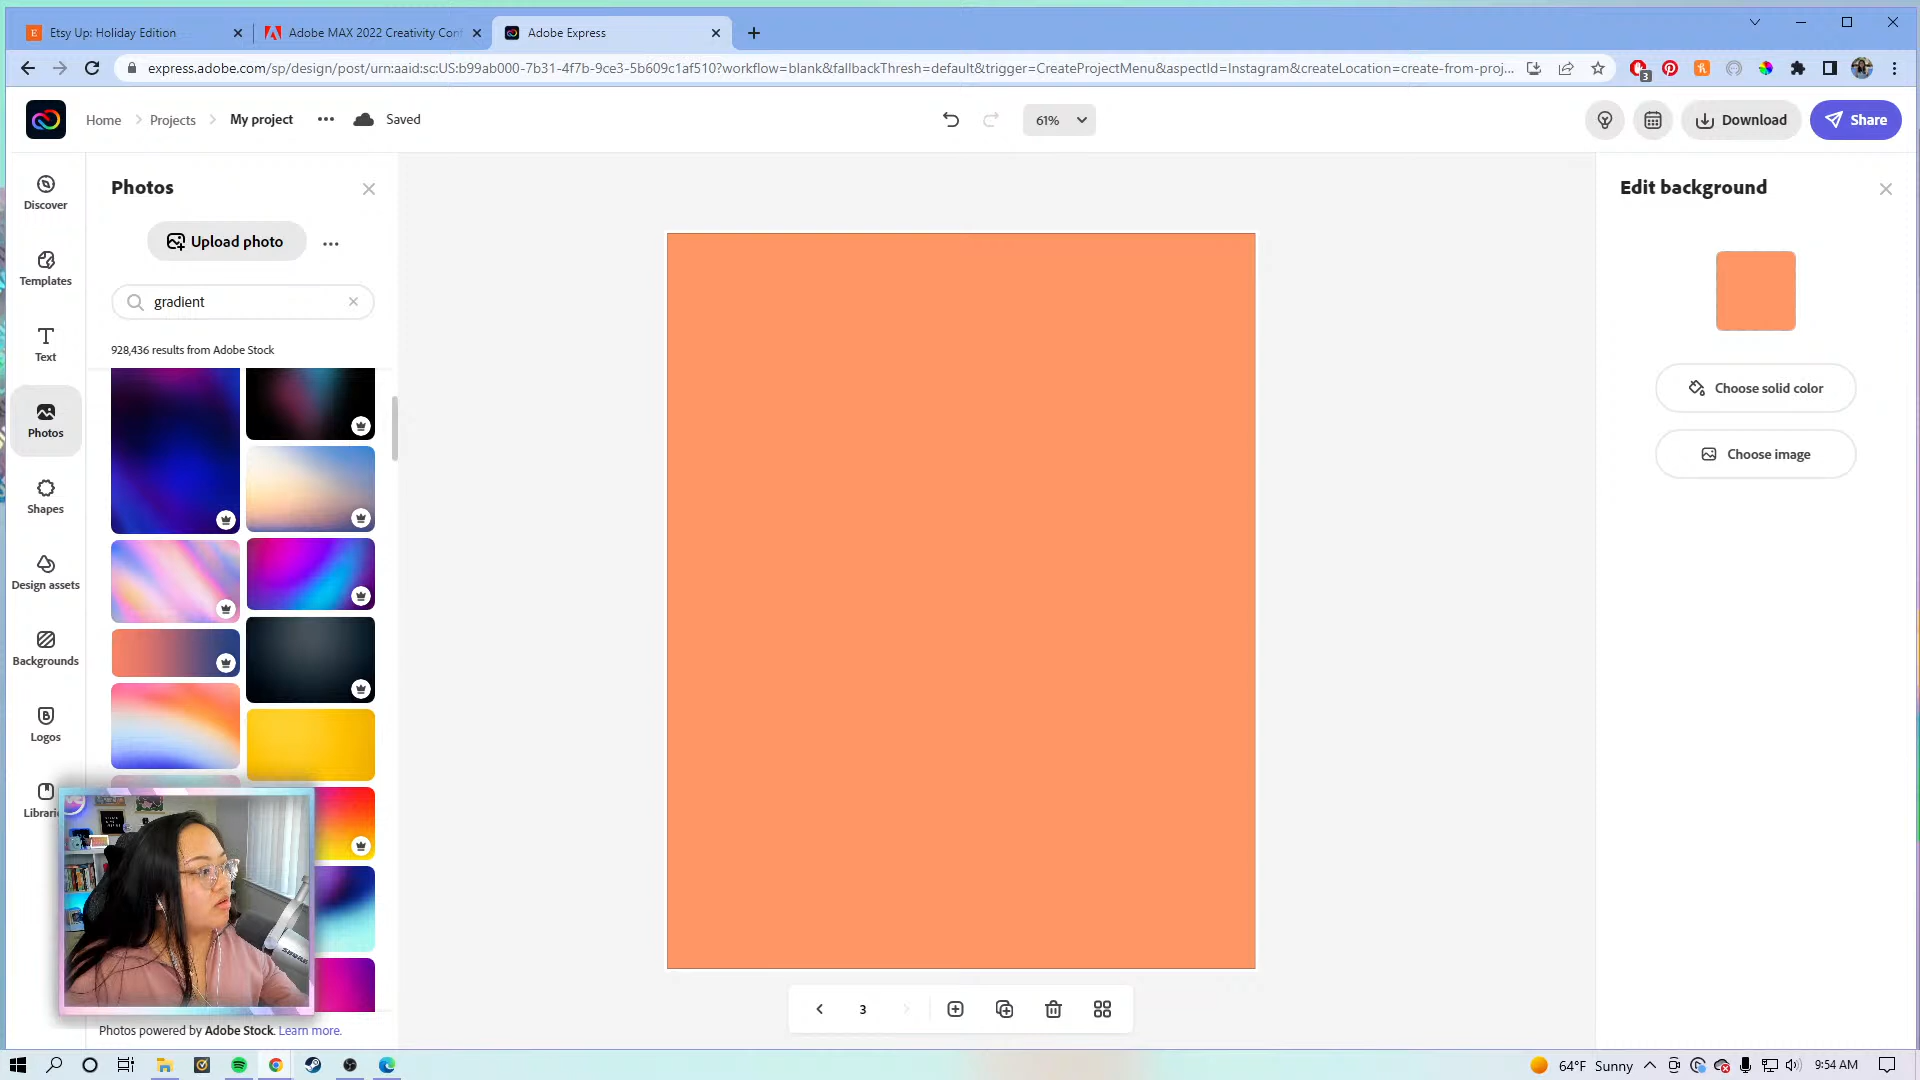 Etsy Up: Holiday Edition
Adobe MAX 2022 Creativity Conf
Adobe Express
express.adobe.com/sp/design/post/urn:aaid:sc:US:b99ab000-7b31-4f7b-9ce3-5b609c1af510?workflow=blank&fallbackThresh=default&trigger=CreateProjectMenu&aspectId=Instagram&createLocation=create-from-proj...
3
Home
Projects
My project
Saved
61%
Download
Share
Discover
Templates
Text
Photos
Shapes
Design assets
Backgrounds
Logos
Librari
Photos
Upload photo
gradient
928,436 results from Adobe Stock
Photos powered by Adobe Stock. Learn more.
3
Edit background
Choose solid color
Choose image
64°F Sunny
9:54 AM